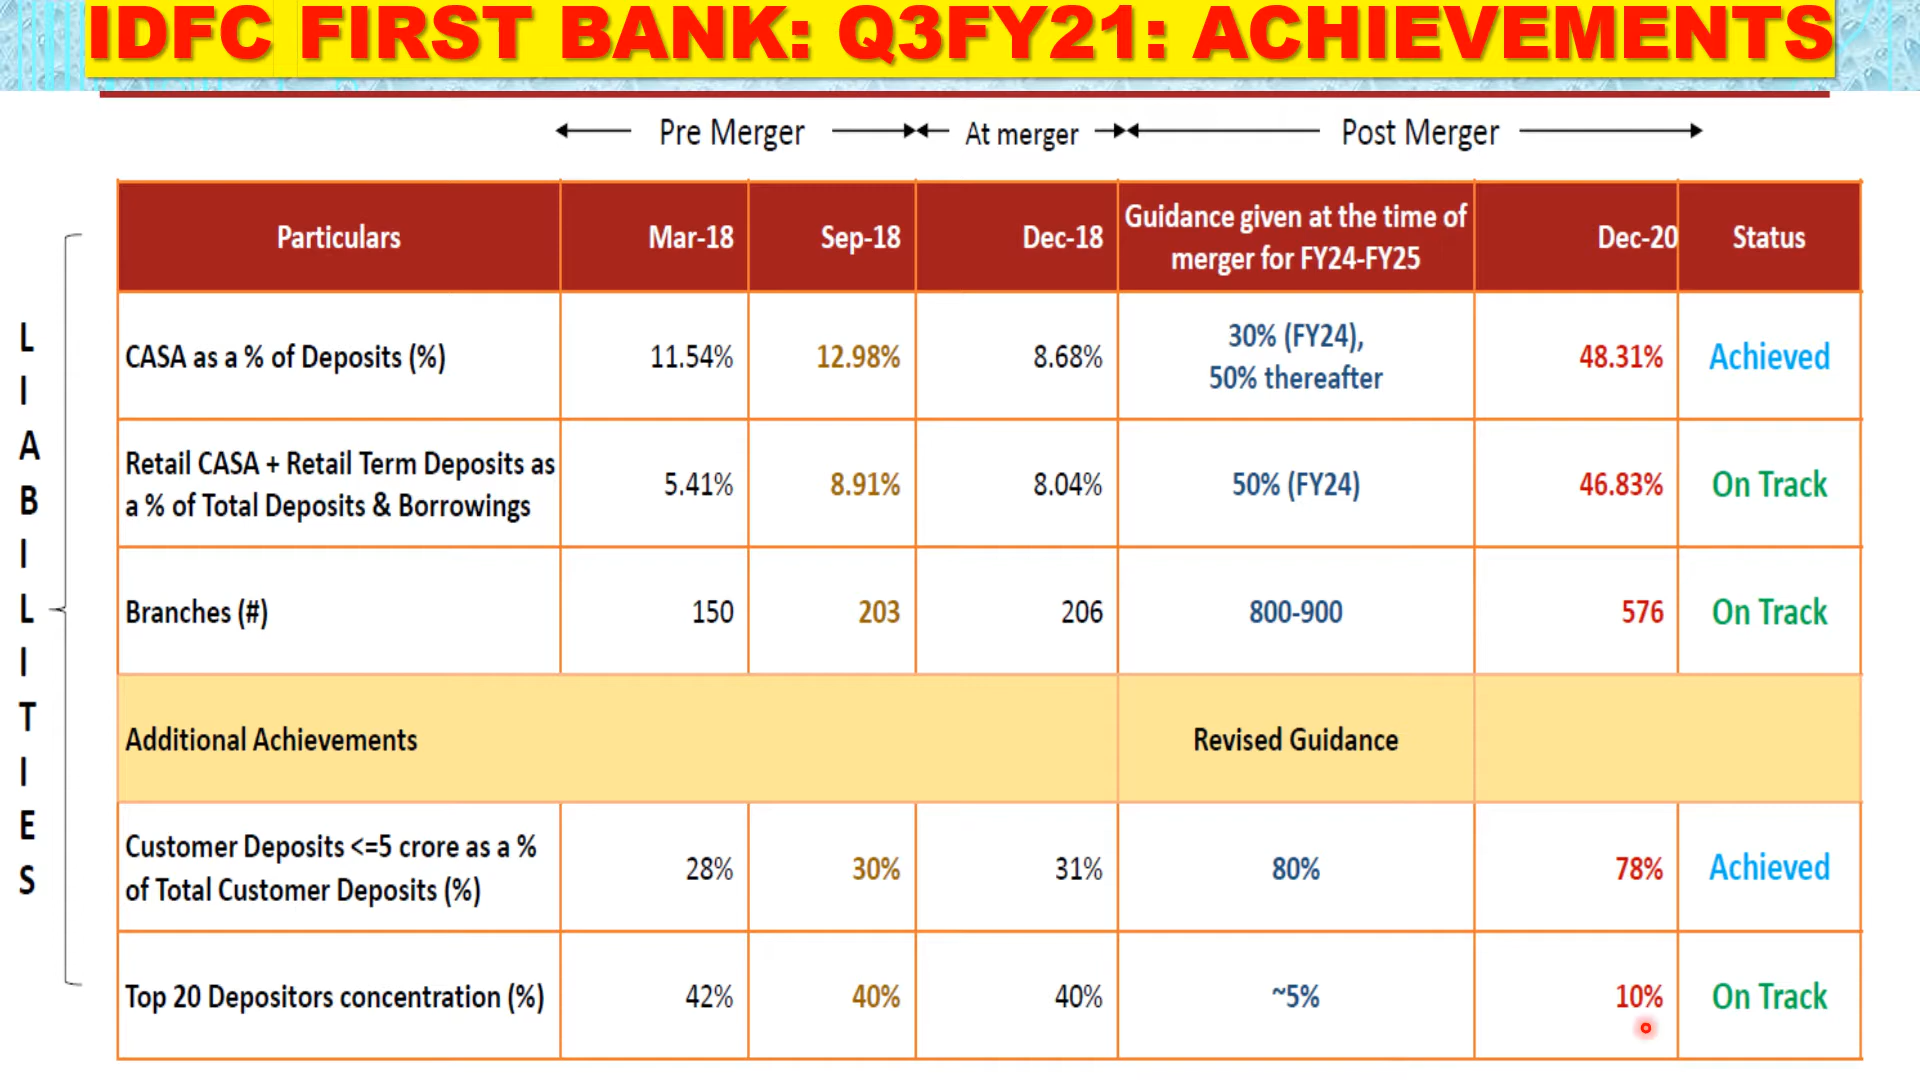 IDFC FIRST BANK: Q3FY21: ACHIEVEMENTS
Pre Merger At merger Post Merger
Particulars Mar-18 Sep-18 Dec-18 Guidance given at the time of merger for FY24-FY25 Dec-20 Status
LIABILITIES
CASA as a % of Deposits (%) 11.54% 12.98% 8.68% 30% (FY24), 50% thereafter 48.31% Achieved
Retail CASA + Retail Term Deposits as a % of Total Deposits & Borrowings 5.41% 8.91% 8.04% 50% (FY24) 46.83% On Track
Branches (#) 150 203 206 800-900 576 On Track
Additional Achievements Revised Guidance
Customer Deposits <=5 crore as a % of Total Customer Deposits (%) 28% 30% 31% 80% 78% Achieved
Top 20 Depositors concentration (%) 42% 40% 40% ~5% 10% On Track